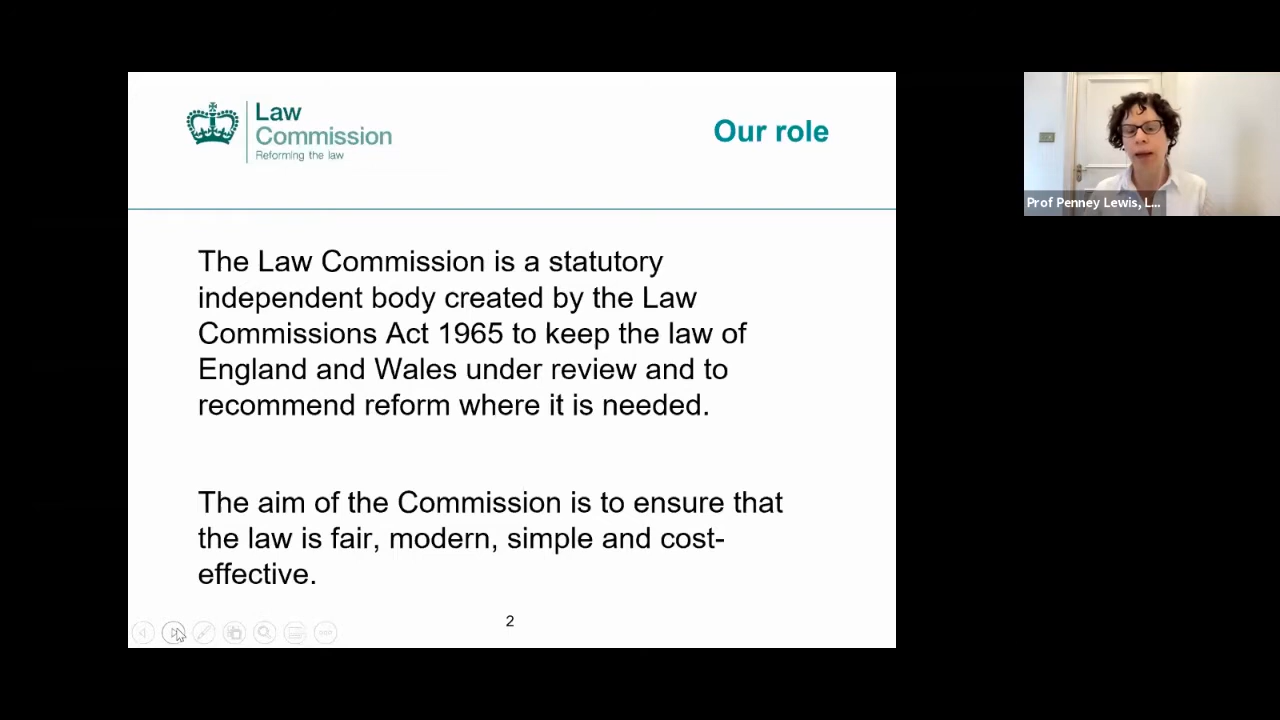 Law
Commission
Reforming the law
Our role
The Law Commission is a statutory
independent body created by the Law
Commissions Act 1965 to keep the law of
England and Wales under review and to
recommend reform where it is needed.
The aim of the Commission is to ensure that
the law is fair, modern, simple and cost-
effective.
2
Prof Penney Lewis, L...